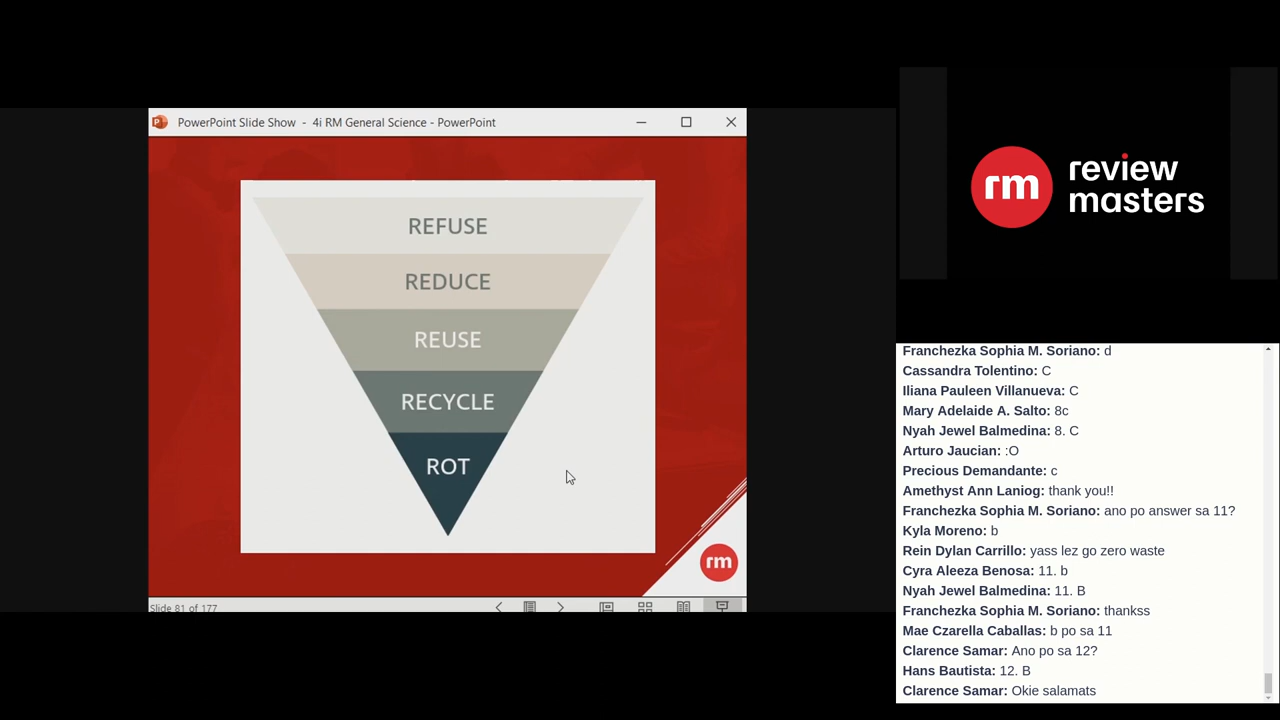 PowerPoint Slide Show - 4i RM General Science - PowerPoint
REFUSE
REDUCE
REUSE
RECYCLE
ROT
rm
Slide 81 of 177
rm review masters
Franchezka Sophia M. Soriano: d
Cassandra Tolentino: C
Iliana Pauleen Villanueva: C
Mary Adelaide A. Salto: 8c
Nyah Jewel Balmedina: 8. C
Arturo Jaucian: :O
Precious Demandante: c
Amethyst Ann Laniog: thank you!!
Franchezka Sophia M. Soriano: ano po answer sa 11?
Kyla Moreno: b
Rein Dylan Carrillo: yass lez go zero waste
Cyra Aleeza Benosa: 11. b
Nyah Jewel Balmedina: 11. B
Franchezka Sophia M. Soriano: thankss
Mae Czarella Caballas: b po sa 11
Clarence Samar: Ano po sa 12?
Hans Bautista: 12. B
Clarence Samar: Okie salamats